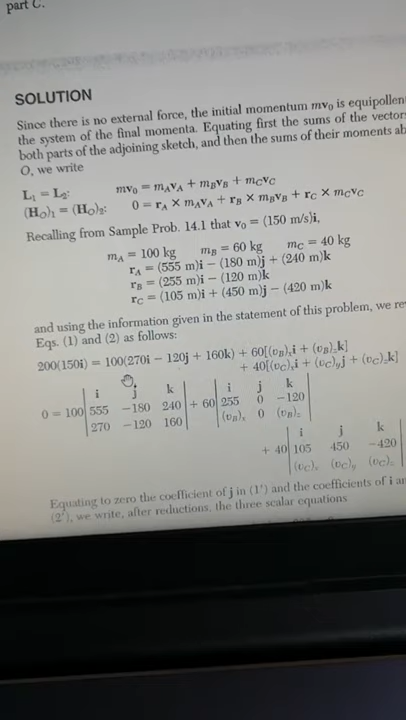 part C.
SOLUTION
Since there is no external force, the initial momentum mv₀ is equipollent
the system of the final momenta. Equating first the sums of the vectors
both parts of the adjoining sketch, and then the sums of their moments ab
O, we write
L₁ = L₂: mv₀ = m_Av_A + m_Bv_B + m_Cv_C
(H_O)₁ = (H_O)₂: 0 = r_A × m_Av_A + r_B × m_Bv_B + r_C × m_Cv_C
Recalling from Sample Prob. 14.1 that v₀ = (150 m/s)i,
m_A = 100 kg m_B = 60 kg m_C = 40 kg
r_A = (555 m)i − (180 m)j + (240 m)k
r_B = (255 m)i − (120 m)k
r_C = (105 m)i + (450 m)j − (420 m)k
and using the information given in the statement of this problem, we re
Eqs. (1) and (2) as follows:
200(150i) = 100(270i − 120j + 160k) + 60[(v_B)ₓi + (v_B)_zk]
+ 40[(v_C)ₓi + (v_C)_yj + (v_C)_zk]
0 = 100 | i j k ; 555 −180 240 ; 270 −120 160 | + 60 | i j k ; 255 0 −120 ; (v_B)ₓ 0 (v_B)_z |
+ 40 | i j k ; 105 450 −420 ; (v_C)ₓ (v_C)_y (v_C)_z |
Equating to zero the coefficient of j in (1′) and the coefficients of i an
(2′), we write, after reductions, the three scalar equations